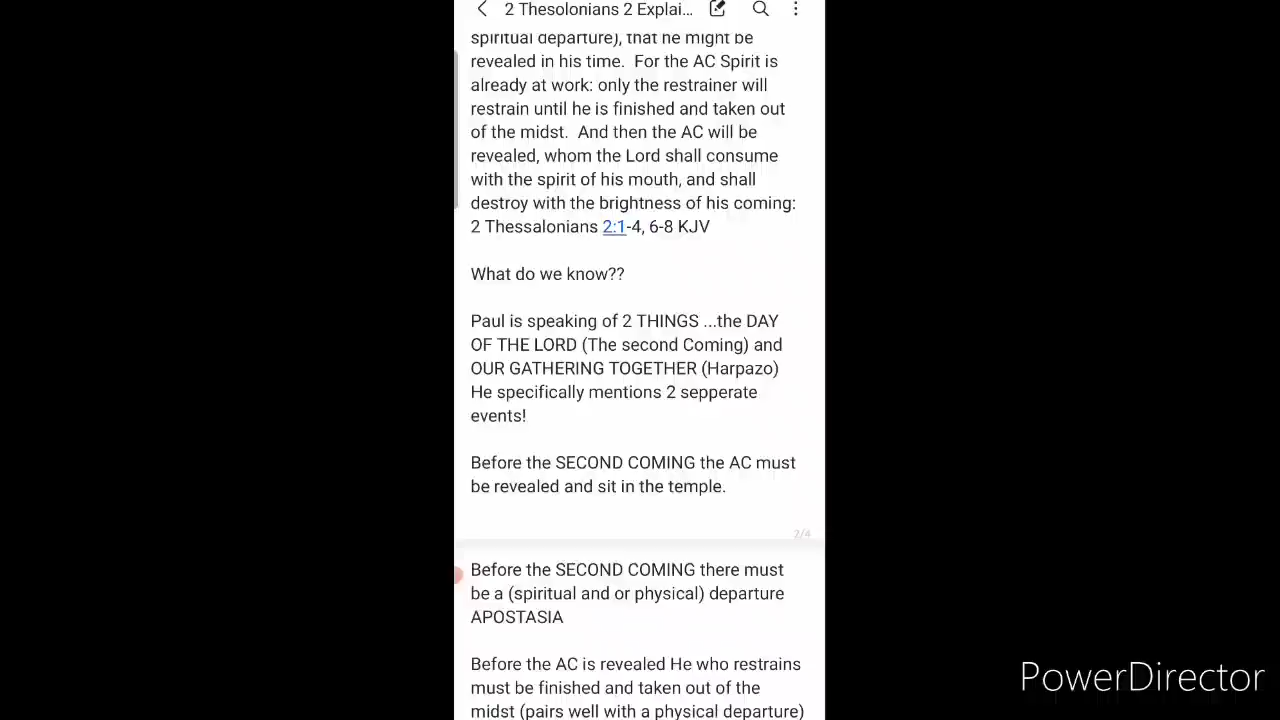 2 Thesolonians 2 Explai...
spiritual departure), that he might be
revealed in his time.  For the AC Spirit is
already at work: only the restrainer will
restrain until he is finished and taken out
of the midst.  And then the AC will be
revealed, whom the Lord shall consume
with the spirit of his mouth, and shall
destroy with the brightness of his coming:
2 Thessalonians 2:1-4, 6-8 KJV
What do we know??
Paul is speaking of 2 THINGS ...the DAY
OF THE LORD (The second Coming) and
OUR GATHERING TOGETHER (Harpazo)
He specifically mentions 2 sepperate
events!
Before the SECOND COMING the AC must
be revealed and sit in the temple.
2/4
Before the SECOND COMING there must
be a (spiritual and or physical) departure
APOSTASIA
Before the AC is revealed He who restrains
must be finished and taken out of the
midst (pairs well with a physical departure)
PowerDirector